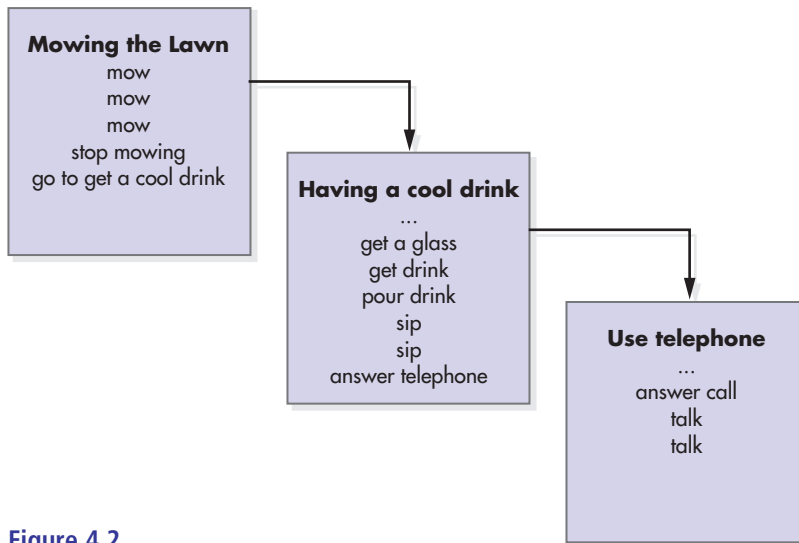 Mowing the Lawn
mow
mow
mow
stop mowing
go to get a cool drink
Having a cool drink
...
get a glass
get drink
pour drink
sip
sip
answer telephone
Use telephone
...
answer call
talk
talk
Figure 4.2